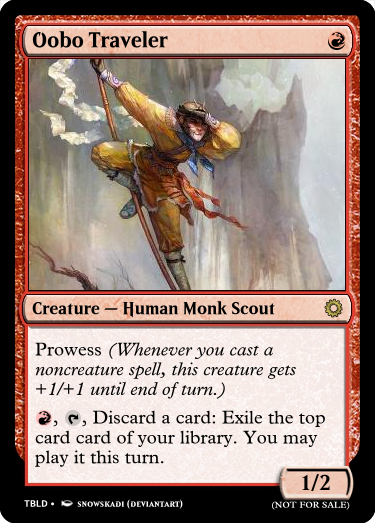 Oobo Traveler
Creature — Human Monk Scout
Prowess (Whenever you cast a
noncreature spell, this creature gets
+1/+1 until end of turn.)
, , Discard a card: Exile the top
card card of your library. You may
play it this turn.
1/2
TBLD • SNOWSKADI (DEVIANTART)
(NOT FOR SALE)